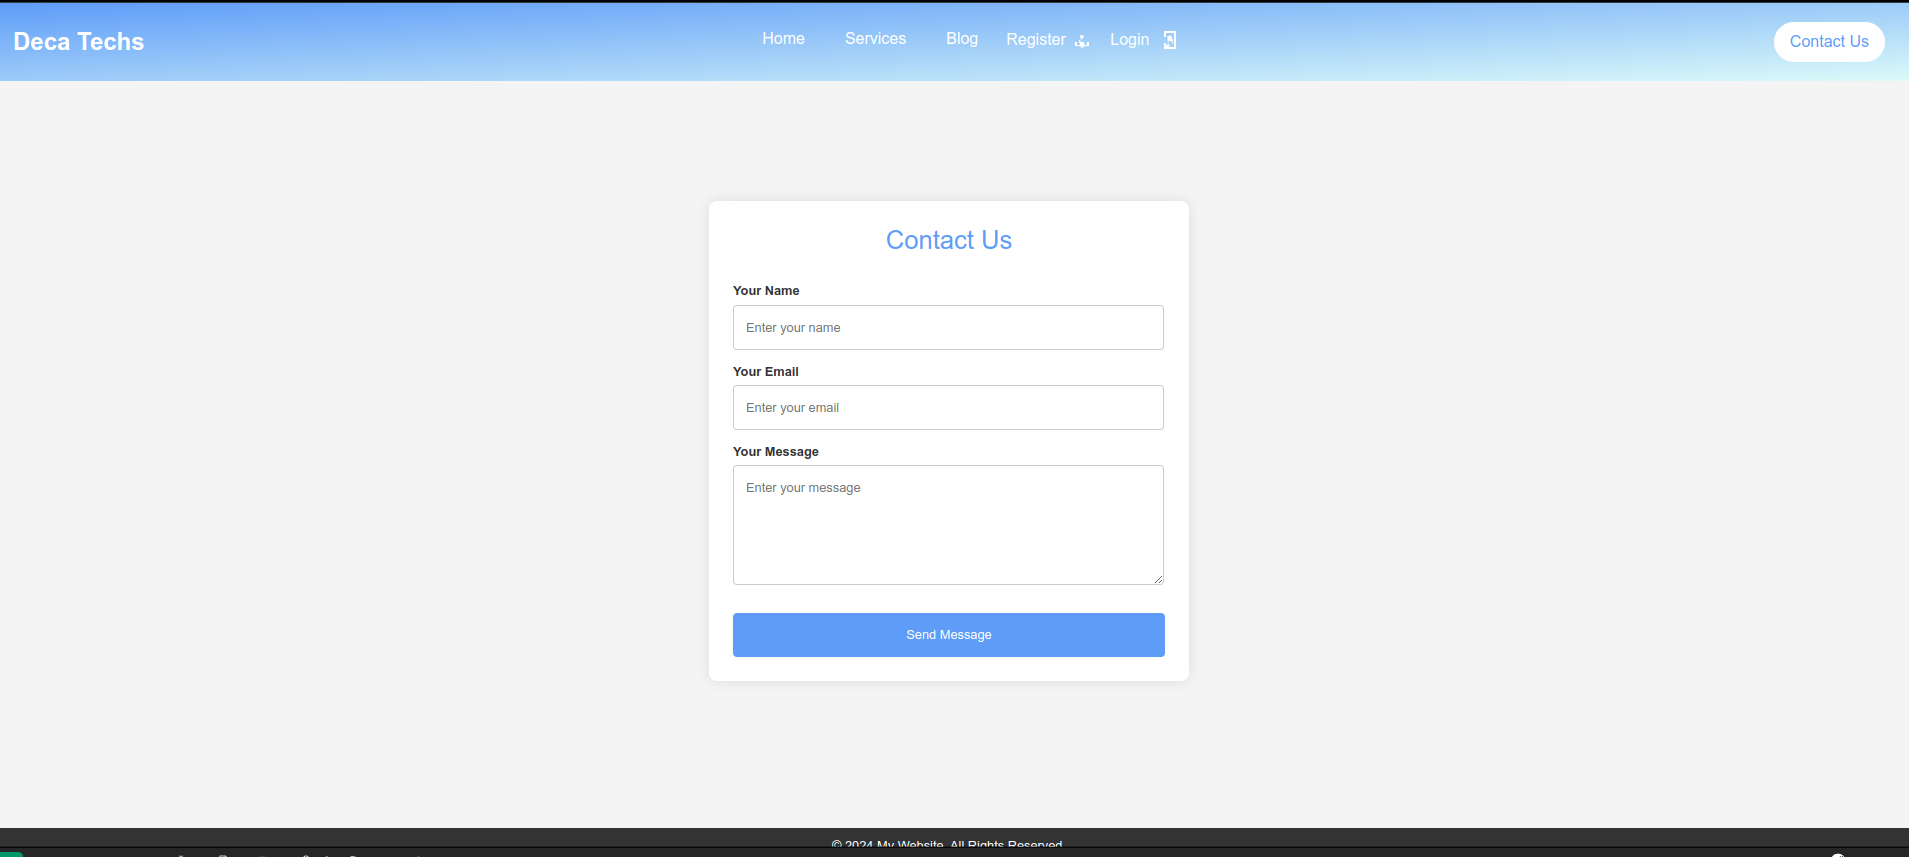 Deca Techs
Home Services Blog Register Login
Contact Us
Contact Us
Your Name
Enter your name
Your Email
Enter your email
Your Message
Enter your message
Send Message
© 2024 My Website. All Rights Reserved